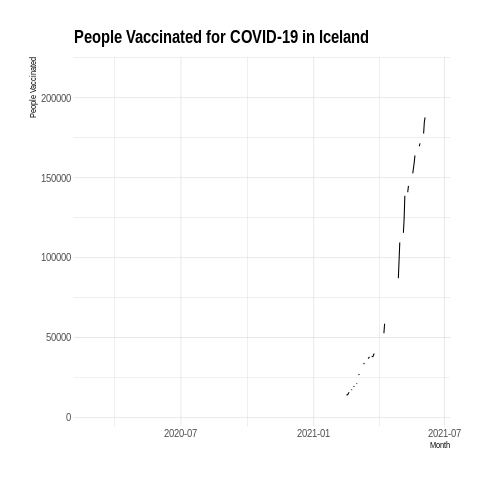 People Vaccinated for COVID-19 in Iceland
People Vaccinated
200000
150000
100000
50000
0
2020-07
2021-01
2021-07
Month